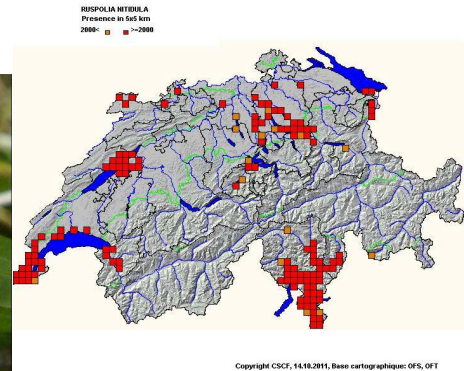 RUSPOLIA NITIDULA
Presence in 5x5 km
2000< >=2000
Copyright CSCF, 14.10.2011, Base cartographique: OFS, OFT